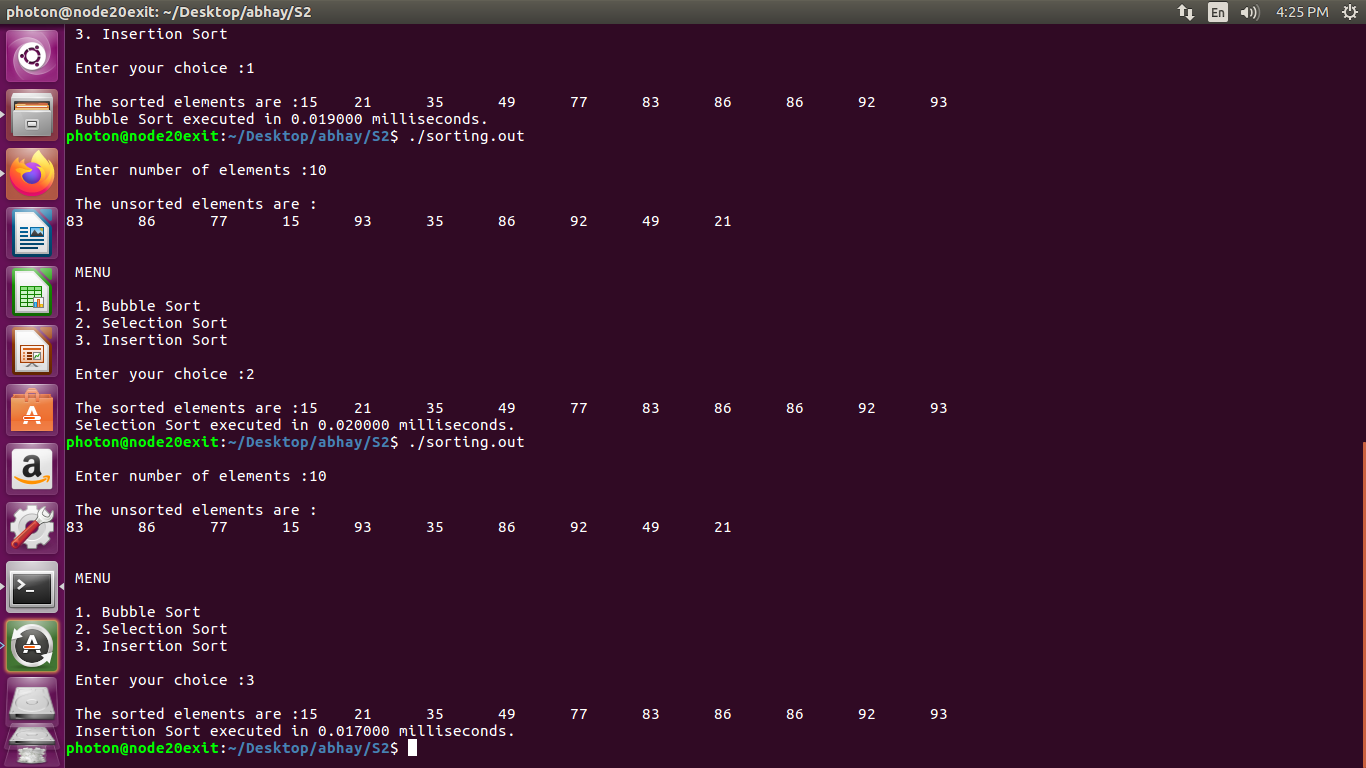 photon@node20exit: ~/Desktop/abhay/S2
En
4:25 PM
3. Insertion Sort
Enter your choice :1
The sorted elements are :15 21 35 49 77 83 86 86 92 93
Bubble Sort executed in 0.019000 milliseconds.
photon@node20exit:~/Desktop/abhay/S2$ ./sorting.out
Enter number of elements :10
The unsorted elements are :
83 86 77 15 93 35 86 92 49 21
MENU
1. Bubble Sort
2. Selection Sort
3. Insertion Sort
Enter your choice :2
The sorted elements are :15 21 35 49 77 83 86 86 92 93
Selection Sort executed in 0.020000 milliseconds.
photon@node20exit:~/Desktop/abhay/S2$ ./sorting.out
Enter number of elements :10
The unsorted elements are :
83 86 77 15 93 35 86 92 49 21
MENU
1. Bubble Sort
2. Selection Sort
3. Insertion Sort
Enter your choice :3
The sorted elements are :15 21 35 49 77 83 86 86 92 93
Insertion Sort executed in 0.017000 milliseconds.
photon@node20exit:~/Desktop/abhay/S2$